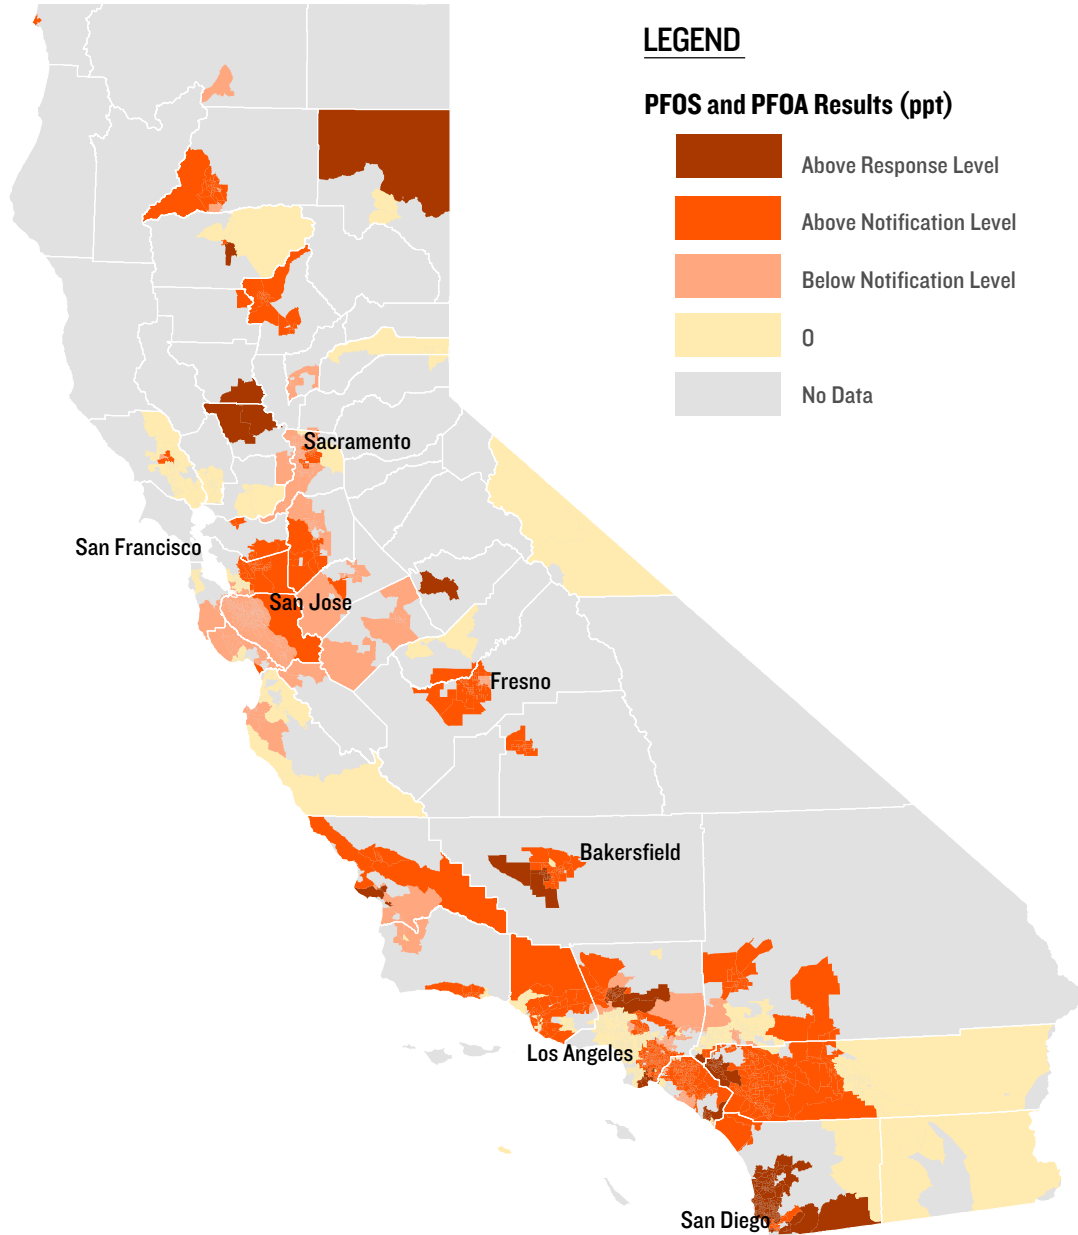 LEGEND
PFOS and PFOA Results (ppt)
Above Response Level
Above Notification Level
Below Notification Level
0
No Data
Sacramento
San Francisco
San Jose
Fresno
Bakersfield
Los Angeles
San Diego